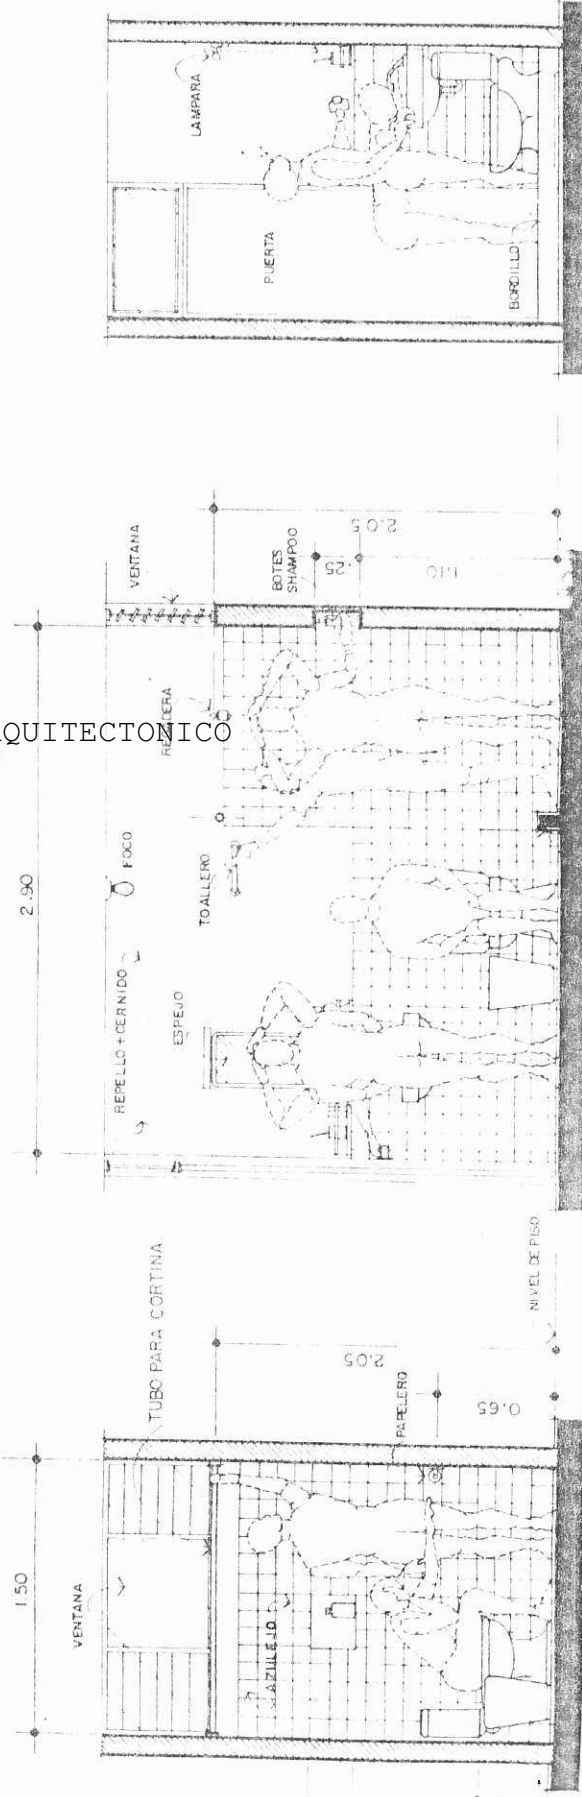 LAMPARA
PUERTA
BORDILLO
2.90
VENTANA
BOTES
SHAMPOO
2.05
.25
1.10
QUITECTONICO
FOCO
TOALLERO
REPELLO + CERNIDO
ESPEJO
1.50
VENTANA
TUBO PARA CORTINA
AZULEJO
PAPELERO
2.05
0.65
NIVEL DE PISO